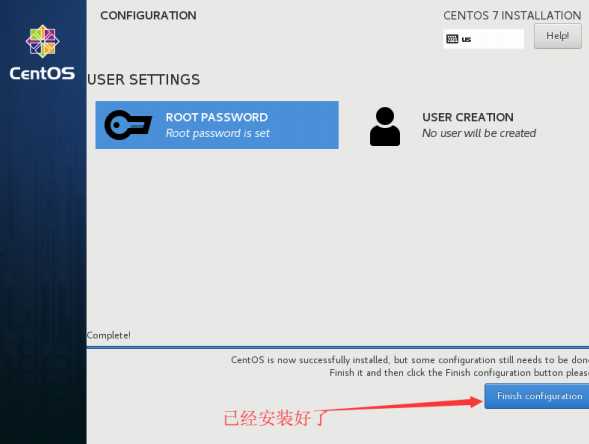 CONFIGURATION
CENTOS 7 INSTALLATION
us
Help!
CentOS
USER SETTINGS
ROOT PASSWORD
Root password is set
USER CREATION
No user will be created
Complete!
CentOS is now successfully installed, but some configuration still needs to be don
Finish it and then click the Finish configuration button pleas
Finish configuration
已经安装好了